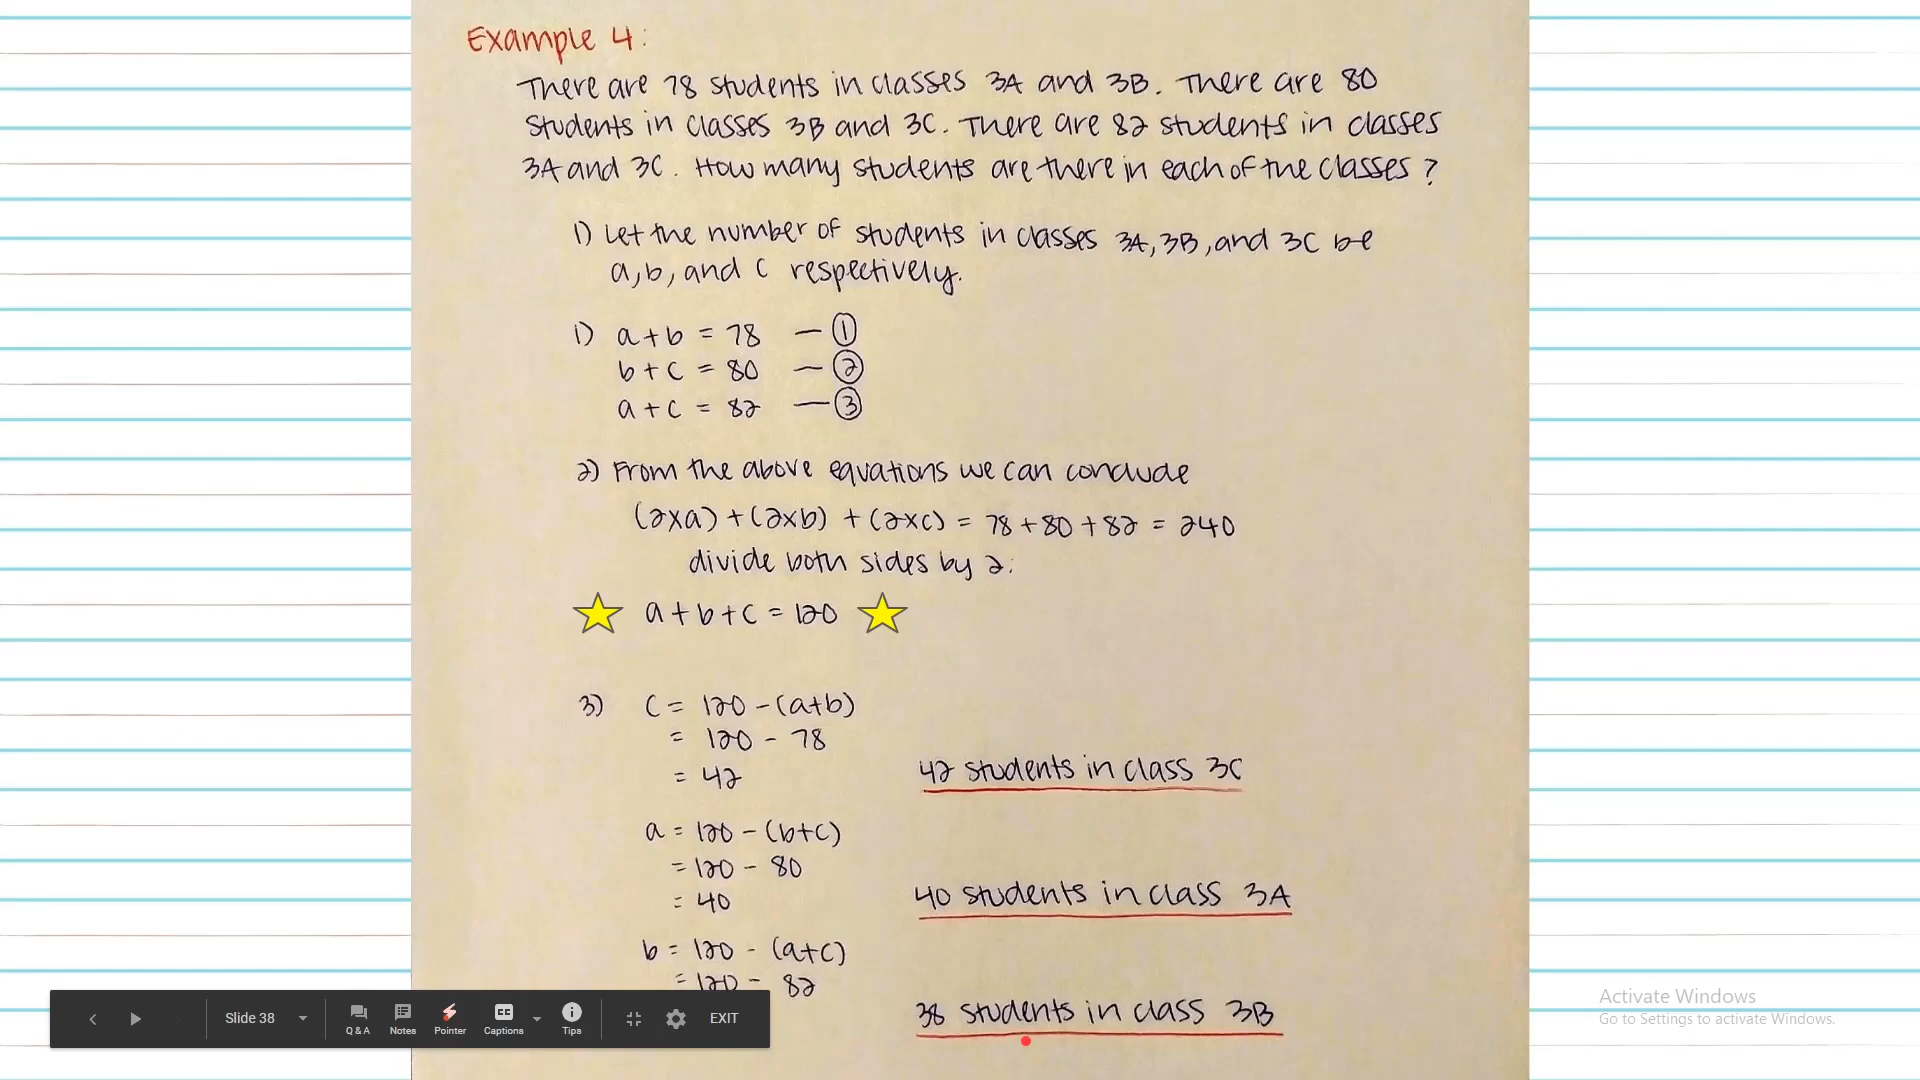 Example 4:
There are 78 students in classes 3A and 3B. There are 80
students in classes 3B and 3C. There are 82 students in classes
3A and 3C. How many students are there in each of the classes?
1) Let the number of students in classes 3A, 3B, and 3C be
a, b, and c respectively.
1) a + b = 78 — ①
b + c = 80 — ②
a + c = 82 — ③
2) From the above equations we can conclude
(2xa) + (2xb) + (2xc) = 78 + 80 + 82 = 240
divide both sides by 2:
a + b + c = 120
3) c = 120 - (a+b)
= 120 - 78
= 42
42 students in class 3C
a = 120 - (b+c)
= 120 - 80
= 40
40 students in class 3A
b = 120 - (a+c)
= 120 - 82
38 students in class 3B
Slide 38
Q & A
Notes
Pointer
CC
Captions
Tips
EXIT
Activate Windows
Go to Settings to activate Windows.